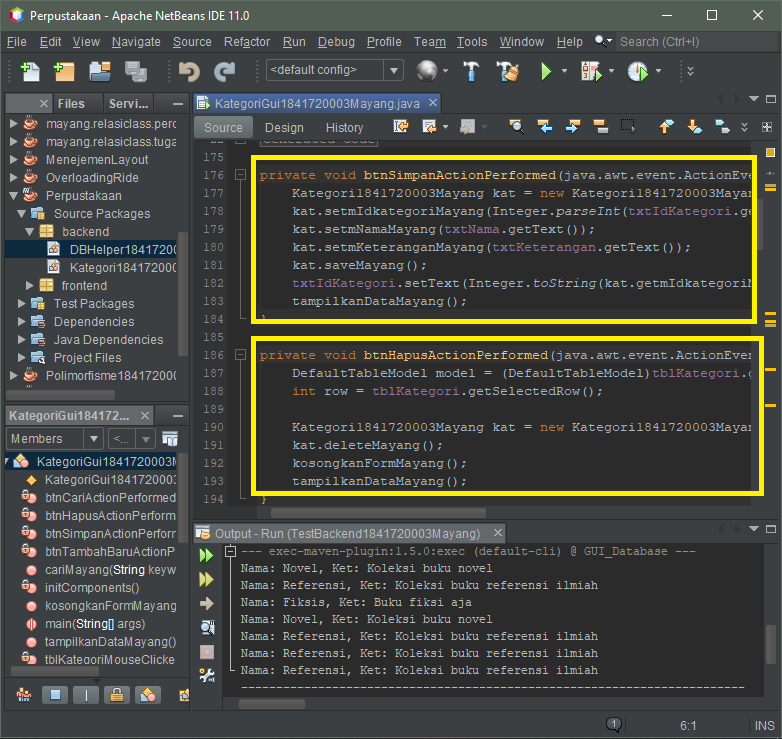 Perpustakaan - Apache NetBeans IDE 11.0
File Edit View Navigate Source Refactor Run Debug Profile Team Tools Window Help Search (Ctrl+I)
<default config>
Files Servi...
KategoriGui1841720003Mayang.java
mayang.relasiclass.perc
mayang.relasiclass.tuga
MenejemenLayout
OverloadingRide
Perpustakaan
Source Packages
backend
DBHelper18417200
Kategori184172000
frontend
Test Packages
Dependencies
Java Dependencies
Project Files
Polimorfisme1841720
Source Design History
175
176 private void btnSimpanActionPerformed(java.awt.event.ActionEve
177 Kategori1841720003Mayang kat = new Kategori1841720003Mayan
178 kat.setmIdkategoriMayang(Integer.parseInt(txtIdKategori.ge
179 kat.setmNamaMayang(txtNama.getText());
180 kat.setmKeteranganMayang(txtKeterangan.getText());
181 kat.saveMayang();
182 txtIdKategori.setText(Integer.toString(kat.getmIdkategoriM
183 tampilkanDataMayang();
184 }
185
186 private void btnHapusActionPerformed(java.awt.event.ActionEven
187 DefaultTableModel model = (DefaultTableModel)tblKategori.g
188 int row = tblKategori.getSelectedRow();
189
190 Kategori1841720003Mayang kat = new Kategori1841720003Mayan
191 kat.deleteMayang();
192 kosongkanFormMayang();
193 tampilkanDataMayang();
194 }
KategoriGui184172...
Members <...
KategoriGui1841720003M
KategoriGui1841720003
btnCariActionPerformed
btnHapusActionPerform
btnSimpanActionPerfor
btnTambahBaruActionP
cariMayang(String keyw
initComponents()
kosongkanFormMayang
main(String[] args)
tampilkanDataMayang()
tblKategoriMouseClicke
Output - Run (TestBackend1841720003Mayang)
--- exec-maven-plugin:1.5.0:exec (default-cli) @ GUI_Database ---
Nama: Novel, Ket: Koleksi buku novel
Nama: Referensi, Ket: Koleksi buku referensi ilmiah
Nama: Fiksis, Ket: Buku fiksi aja
Nama: Novel, Ket: Koleksi buku novel
Nama: Referensi, Ket: Koleksi buku referensi ilmiah
Nama: Referensi, Ket: Koleksi buku referensi ilmiah
Nama: Referensi, Ket: Koleksi buku referensi ilmiah
------------------------------------------------------------------------
1 6:1 INS